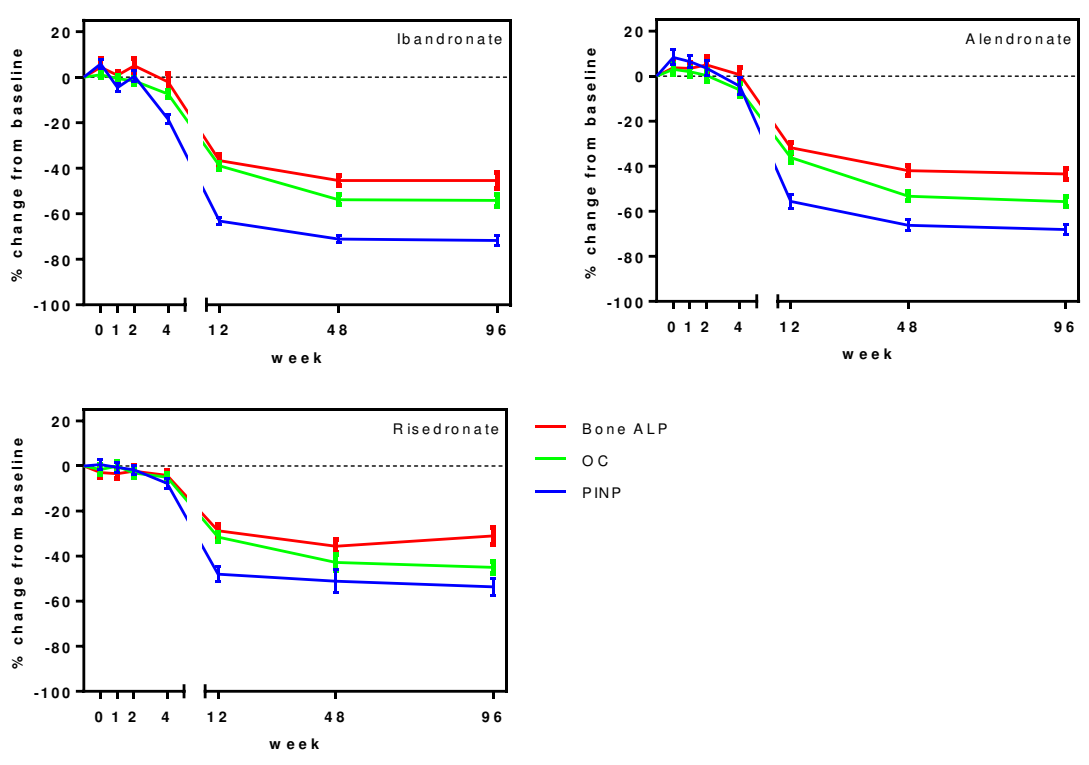 Ibandronate
20
0
-20
-40
-60
-80
-100
% change from baseline
0 1 2 4 12 48 96
week
Alendronate
20
0
-20
-40
-60
-80
-100
% change from baseline
0 1 2 4 12 48 96
week
Risedronate
20
0
-20
-40
-60
-80
-100
% change from baseline
0 1 2 4 12 48 96
week
Bone ALP
OC
PINP